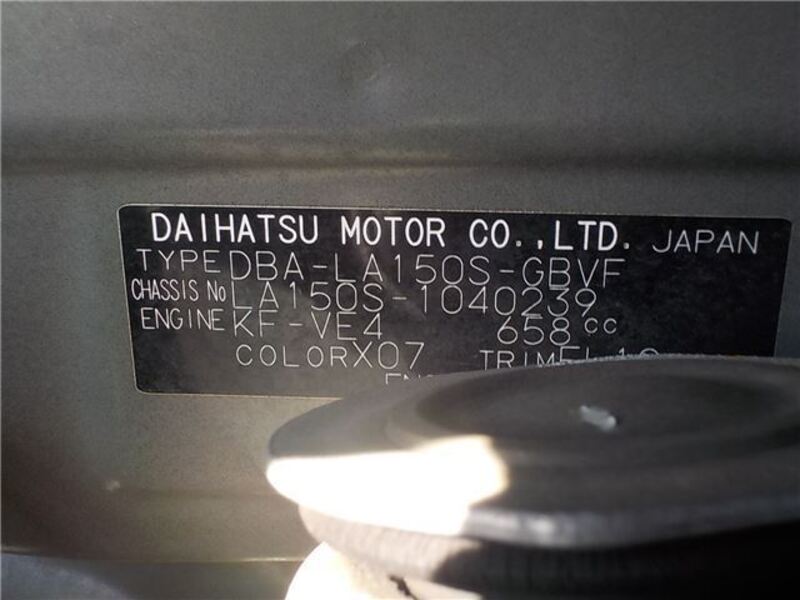 DAIHATSU MOTOR CO.,LTD. JAPAN
TYPE DBA-LA150S-GBVF
CHASSIS No LA150S-1040239
ENGINE KF-VE4 658cc
COLOR X07 TRIM